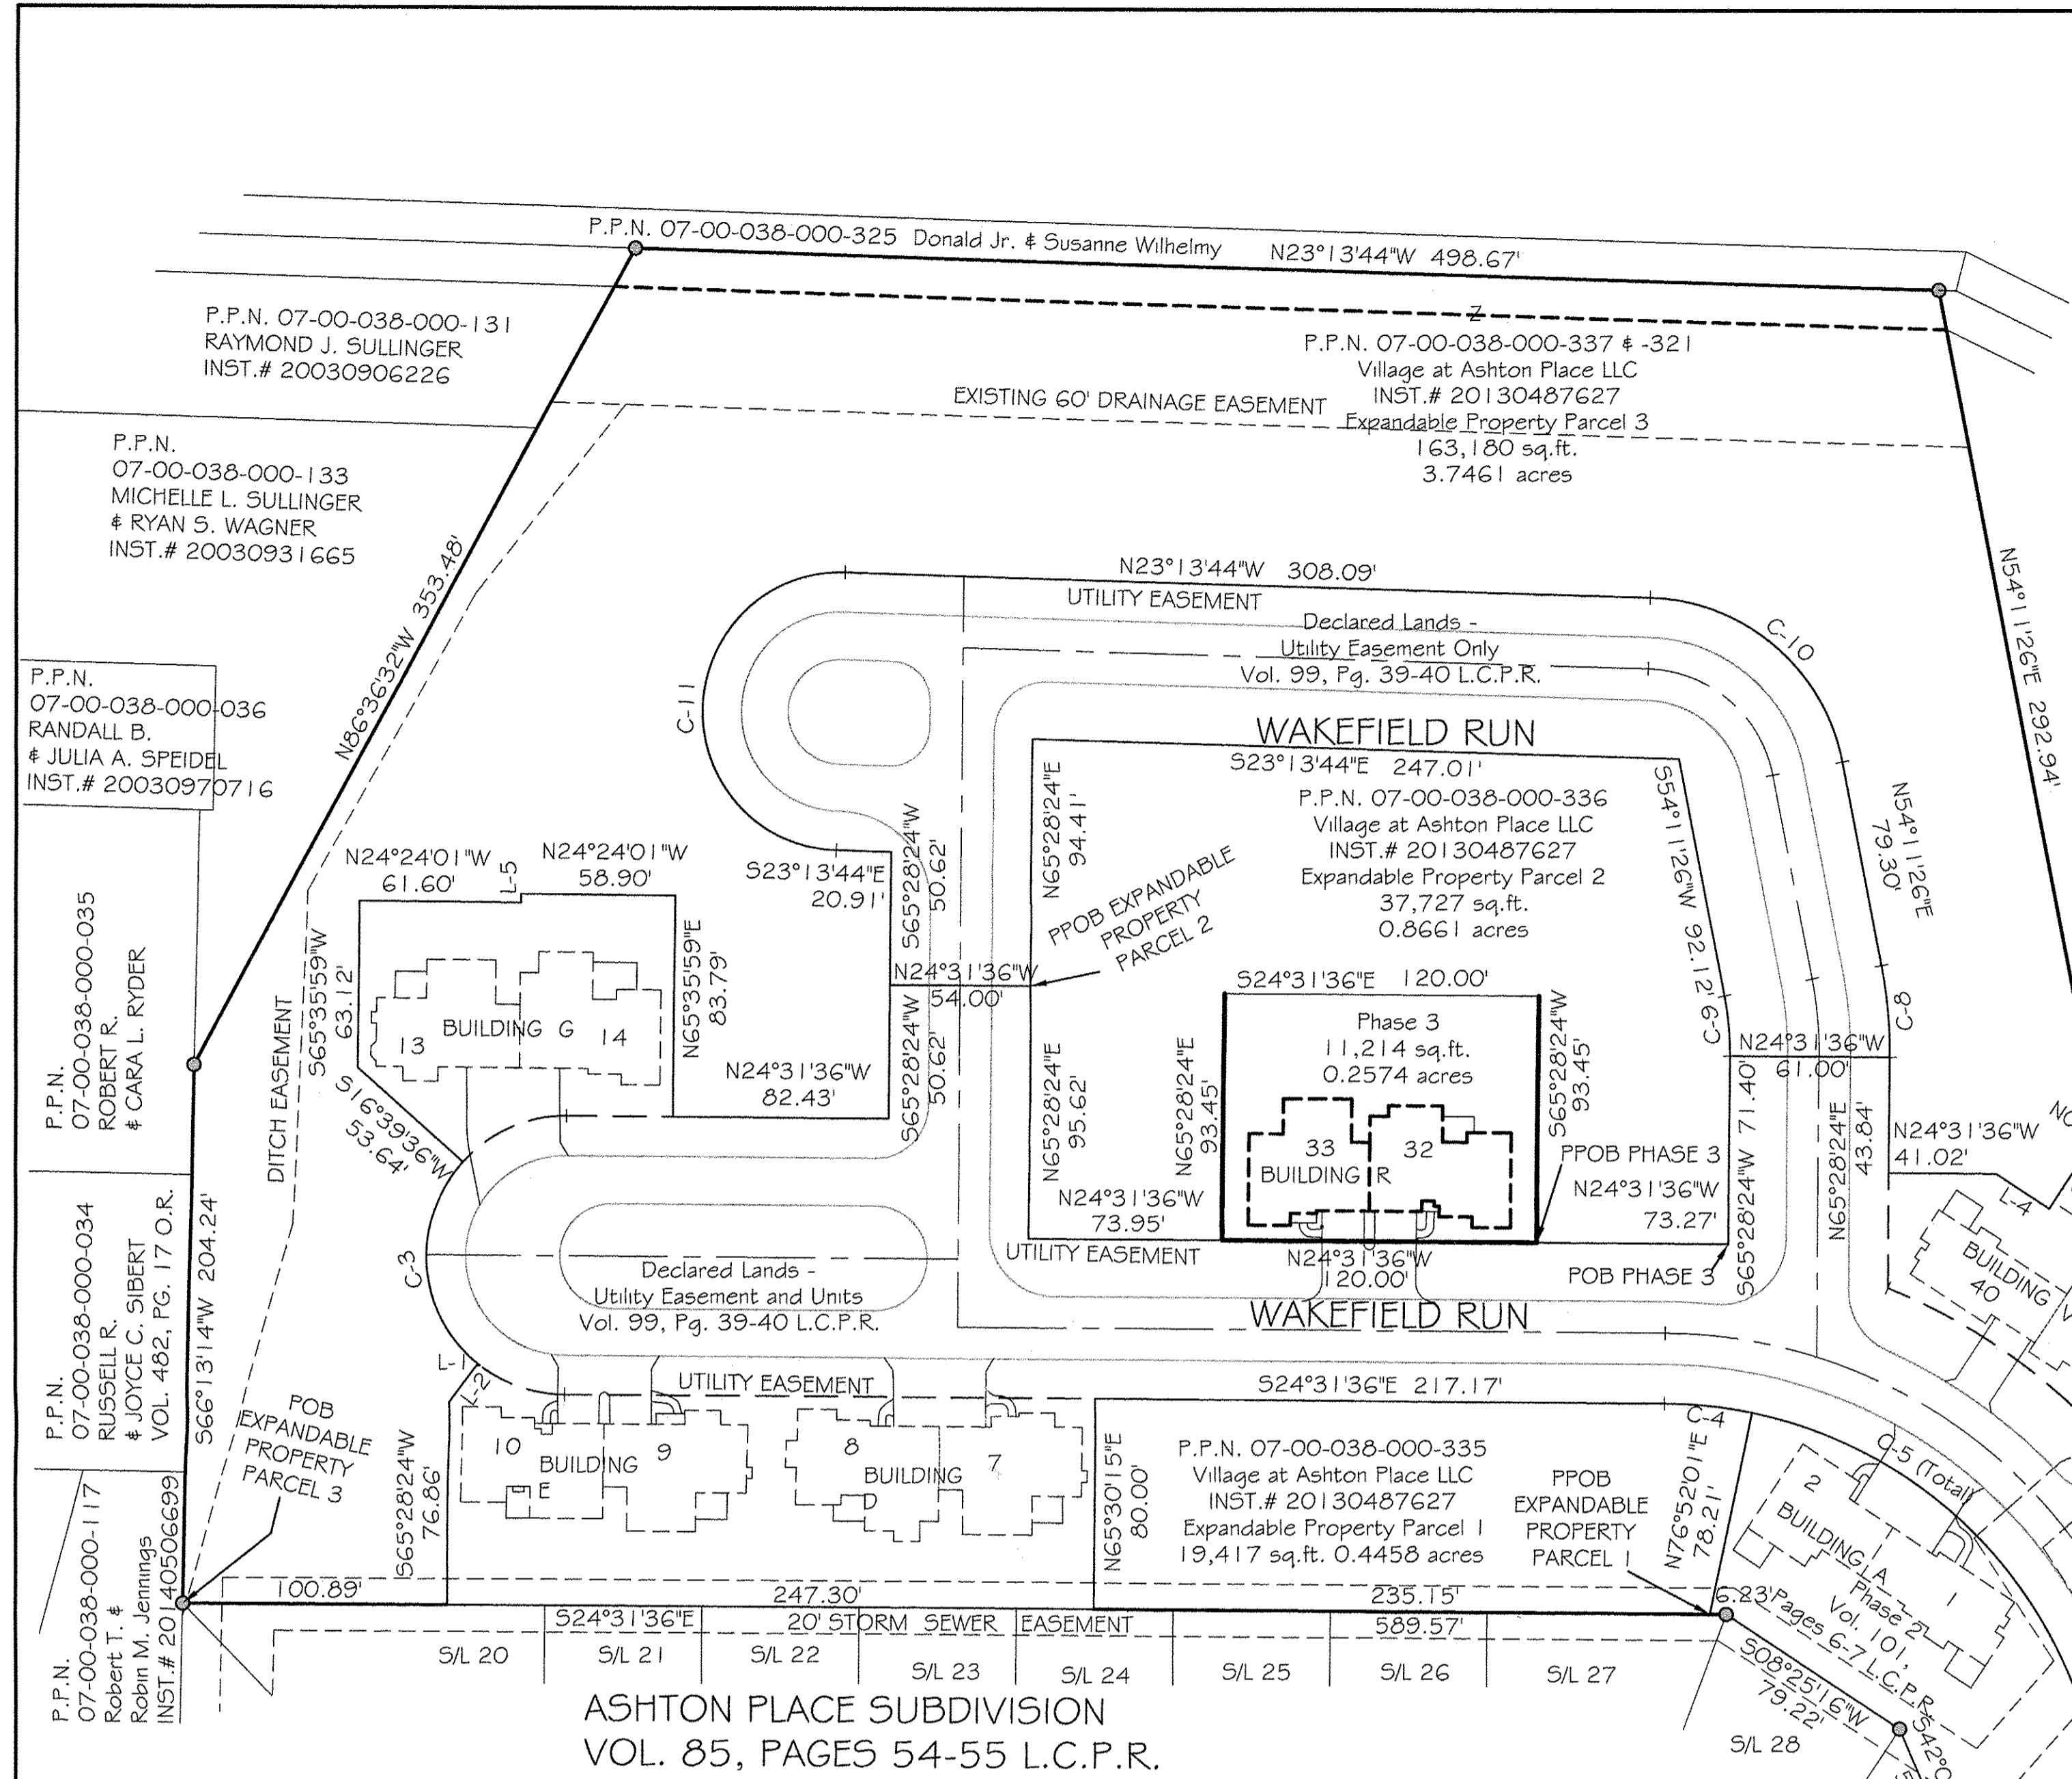 P.P.N. 07-00-038-000-325 Donald Jr. & Susanne Wilhelmy
N23°13'44"W 498.67'
P.P.N. 07-00-038-000-131
RAYMOND J. SULLINGER
INST.# 20030906226
Z
P.P.N. 07-00-038-000-337 & -321
Village at Ashton Place LLC
INST.# 20130487627
Expandable Property Parcel 3
163,180 sq.ft.
3.7461 acres
EXISTING 60' DRAINAGE EASEMENT
P.P.N.
07-00-038-000-133
MICHELLE L. SULLINGER
& RYAN S. WAGNER
INST.# 20030931665
N86°36'32"W 353.48'
N54°11'26"E 292.94'
N23°13'44"W 308.09'
UTILITY EASEMENT
Declared Lands -
Utility Easement Only
Vol. 99, Pg. 39-40 L.C.P.R.
C-10
C-11
P.P.N.
07-00-038-000-036
RANDALL B.
& JULIA A. SPEIDEL
INST.# 20030970716
WAKEFIELD RUN
S23°13'44"E 247.01'
P.P.N. 07-00-038-000-336
Village at Ashton Place LLC
INST.# 20130487627
Expandable Property Parcel 2
37,727 sq.ft.
0.8661 acres
N65°28'24"E
94.41'
S54°11'26"W 92.12'
C-9
N54°11'26"E
79.30'
C-8
PPOB EXPANDABLE
PROPERTY
PARCEL 2
N24°24'01"W
61.60'
L-5
N24°24'01"W
58.90'
S23°13'44"E
20.91'
S65°28'24"W
50.62'
N24°31'36"W
54.00'
S65°28'24"W
50.62'
P.P.N.
07-00-038-000-035
ROBERT R.
& CARA L. RYDER
DITCH EASEMENT
S65°35'59"W
63.12'
13
BUILDING G
14
N65°35'59"E
83.79'
N24°31'36"W
82.43'
S16°39'36"W
53.64'
S24°31'36"E 120.00'
Phase 3
11,214 sq.ft.
0.2574 acres
N65°28'24"E
95.62'
N65°28'24"E
93.45'
S65°28'24"W
93.45'
33
32
BUILDING R
N24°31'36"W
73.95'
N24°31'36"W
120.00'
PPOB PHASE 3
N24°31'36"W
73.27'
POB PHASE 3
S65°28'24"W 71.40'
N24°31'36"W
61.00'
N65°28'24"E
43.84'
N24°31'36"W
41.02'
L-4
BUILDING
40
UTILITY EASEMENT
WAKEFIELD RUN
C-3
Declared Lands -
Utility Easement and Units
Vol. 99, Pg. 39-40 L.C.P.R.
P.P.N.
07-00-038-000-034
RUSSELL R.
& JOYCE C. SIBERT
VOL. 482, PG. 17 O.R.
S66°13'14"W 204.24'
POB
EXPANDABLE
PROPERTY
PARCEL 3
L-1
L-2
UTILITY EASEMENT
S24°31'36"E 217.17'
C-4
C-5 (Total)
S65°28'24"W
76.86'
10
9
BUILDING
E
8
7
BUILDING
D
N65°30'15"E
80.00'
P.P.N. 07-00-038-000-335
Village at Ashton Place LLC
INST.# 20130487627
Expandable Property Parcel 1
19,417 sq.ft. 0.4458 acres
PPOB
EXPANDABLE
PROPERTY
PARCEL 1
N76°52'01"E
78.21'
2
BUILDING A
1
Phase 2
Vol. 101,
Pages 6-7 L.C.P.R.
P.P.N.
07-00-038-000-117
Robert T. &
Robin M. Jennings
INST.# 20140506699
100.89'
247.30'
235.15'
6.23'
S24°31'36"E
20' STORM SEWER EASEMENT
589.57'
S08°25'16"W
79.22'
S/L 20
S/L 21
S/L 22
S/L 23
S/L 24
S/L 25
S/L 26
S/L 27
S/L 28
ASHTON PLACE SUBDIVISION
VOL. 85, PAGES 54-55 L.C.P.R.